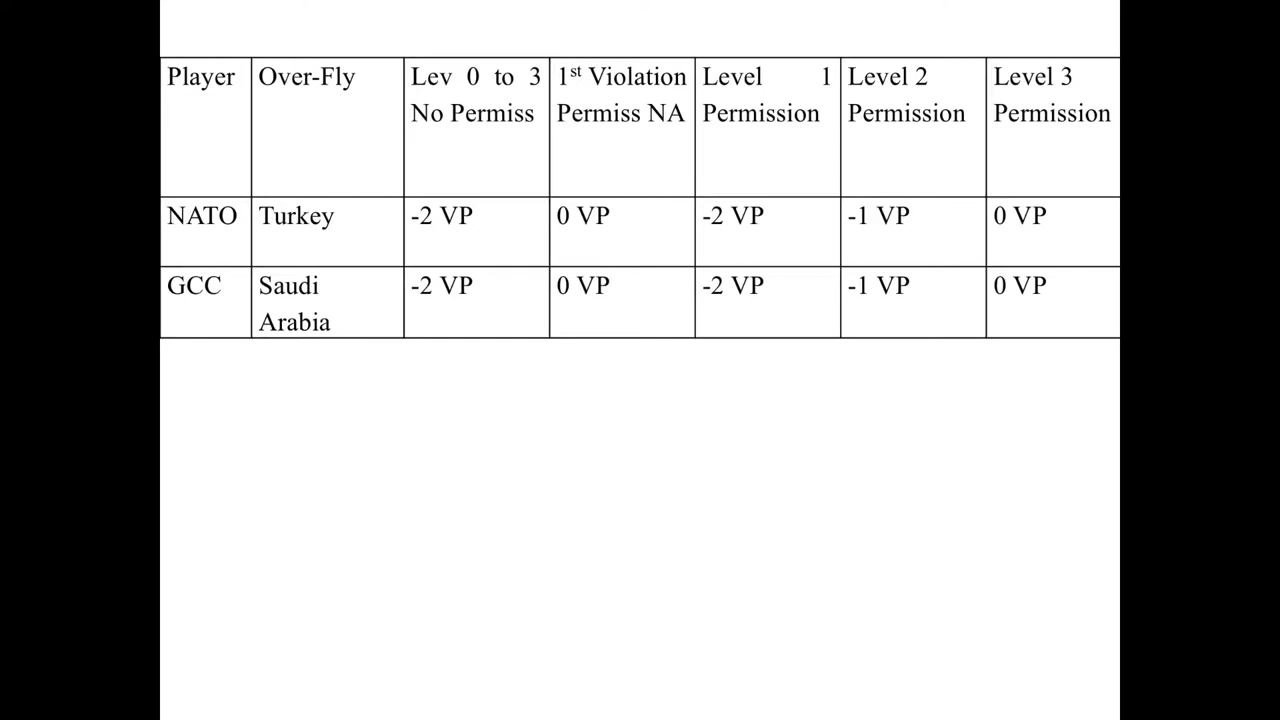 Player Over-Fly Lev 0 to 3 1st Violation Level 1 Level 2 Level 3
No Permiss Permiss NA Permission Permission Permission
NATO Turkey -2 VP 0 VP -2 VP -1 VP 0 VP
GCC Saudi -2 VP 0 VP -2 VP -1 VP 0 VP
Arabia